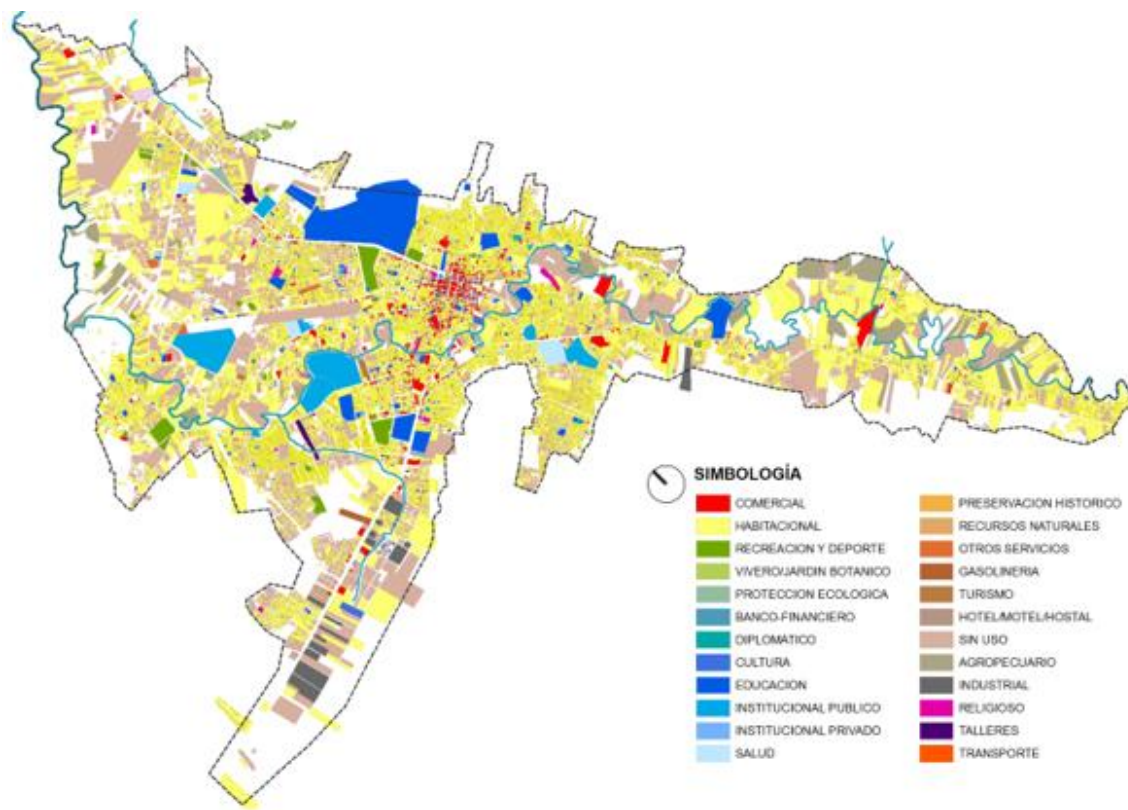 SIMBOLOGÍA
COMERCIAL
HABITACIONAL
RECREACION Y DEPORTE
VIVERO/JARDIN BOTANICO
PROTECCION ECOLOGICA
BANCO-FINANCIERO
DIPLOMATICO
CULTURA
EDUCACION
INSTITUCIONAL PUBLICO
INSTITUCIONAL PRIVADO
SALUD
PRESERVACION HISTORICO
RECURSOS NATURALES
OTROS SERVICIOS
GASOLINERIA
TURISMO
HOTEL/MOTEL/HOSTAL
SIN USO
AGROPECUARIO
INDUSTRIAL
RELIGIOSO
TALLERES
TRANSPORTE